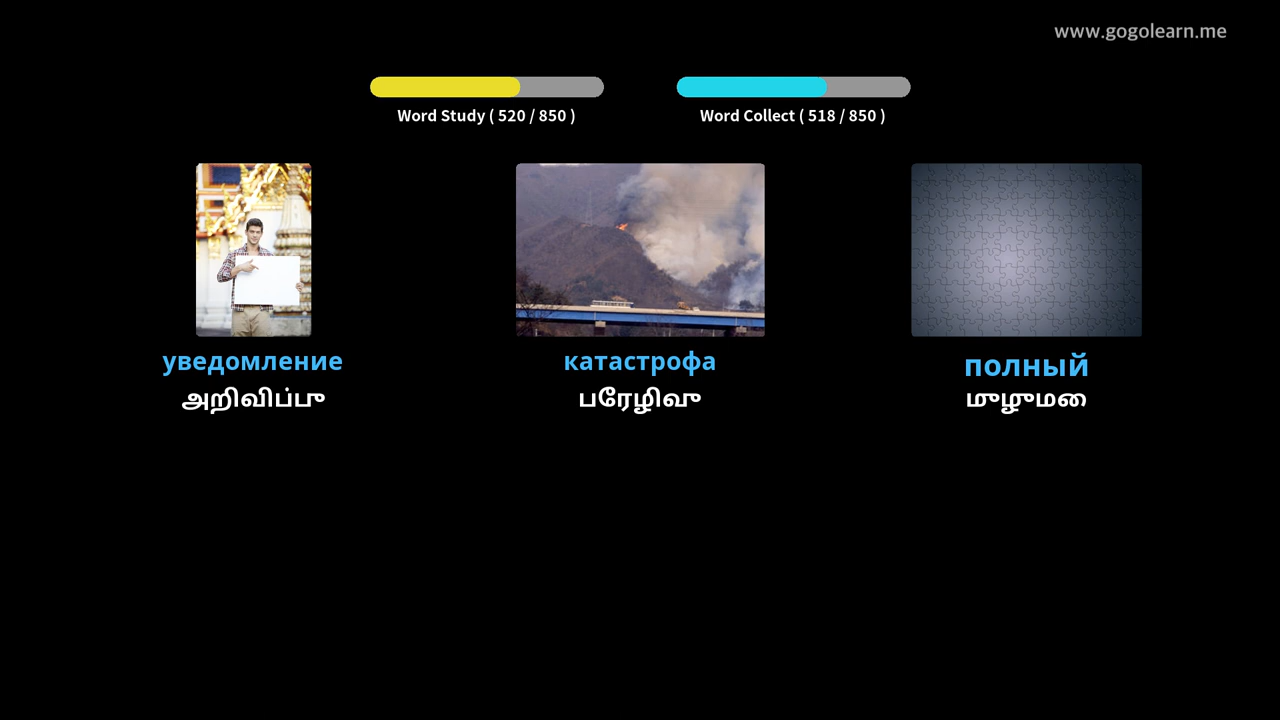 www.gogolearn.me
Word Study ( 520 / 850 )
Word Collect ( 518 / 850 )
уведомление
அறிவிப்பு
катастрофа
பேரழிவு
полный
முழுமை